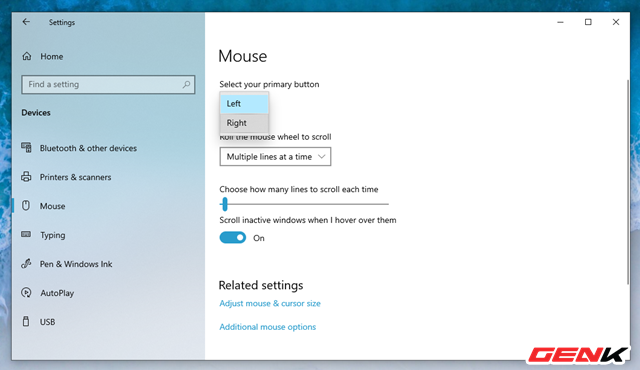 Settings
Home
Find a setting
Devices
Bluetooth & other devices
Printers & scanners
Mouse
Typing
Pen & Windows Ink
AutoPlay
USB
Mouse
Select your primary button
Left
Right
Roll the mouse wheel to scroll
Multiple lines at a time
Choose how many lines to scroll each time
Scroll inactive windows when I hover over them
On
Related settings
Adjust mouse & cursor size
Additional mouse options
GENK